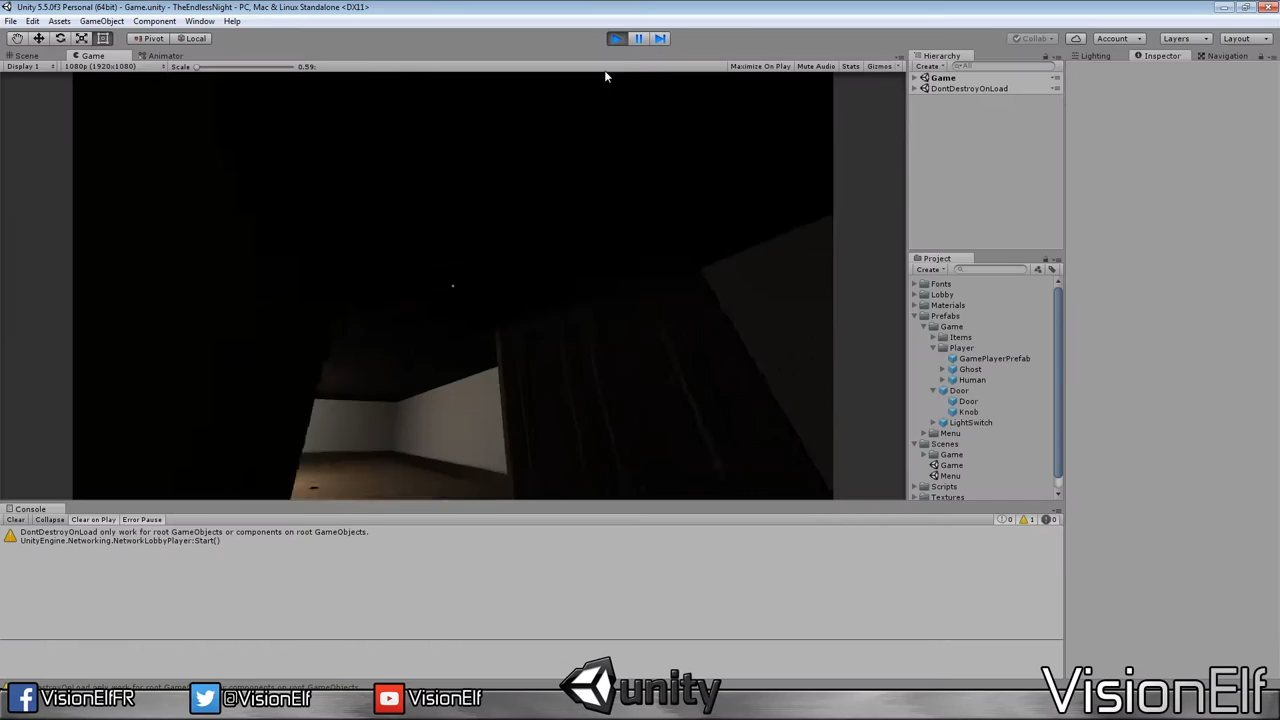 Unity 5.5.0f3 Personal (64bit) - Game.unity - TheEndlessNight - PC, Mac & Linux Standalone <DX11>
File Edit Assets GameObject Component Window Help
Pivot Local Collab Account Layers Layout
Scene Game Animator Hierarchy Lighting Inspector Navigation
1080p (1920x1080) Scale 0.59: Maximize On Play Mute Audio Stats Gizmos Create All
Display 1
Game
DontDestroyOnLoad
Project
Create
Fonts
Lobby
Materials
Prefabs
Game
Items
Player
GamePlayerPrefab
Ghost
Human
Door
Door
Knob
LightSwitch
Menu
Scenes
Game
Game
Menu
Scripts
Textures
Console
Clear Collapse Clear on Play Error Pause 0 1 0
DontDestroyOnLoad only work for root GameObjects or components on root GameObjects.
UnityEngine.Networking.NetworkLobbyPlayer:Start()
VisionElfFR @VisionElf VisionElf unity VisionElf